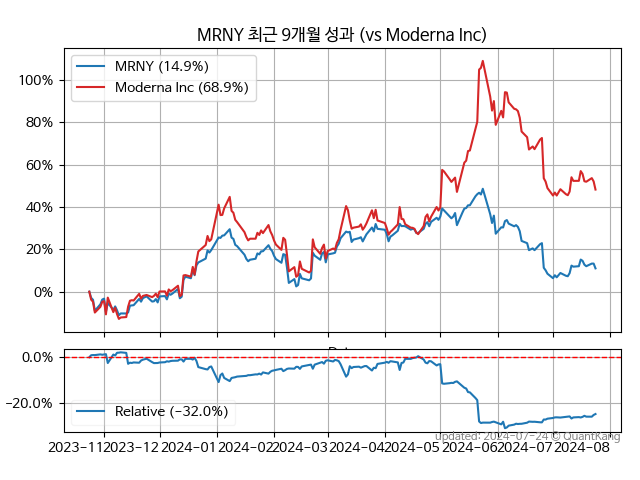 MRNY 최근 9개월 성과 (vs Moderna Inc)
MRNY (14.9%)
Moderna Inc (68.9%)
100%
80%
60%
40%
20%
0%
0.0%
−20.0%
Relative (−32.0%)
updated: 2024-07-24 © QuantKang
2023-11 2023-12 2024-01 2024-02 2024-03 2024-04 2024-05 2024-06 2024-07 2024-08